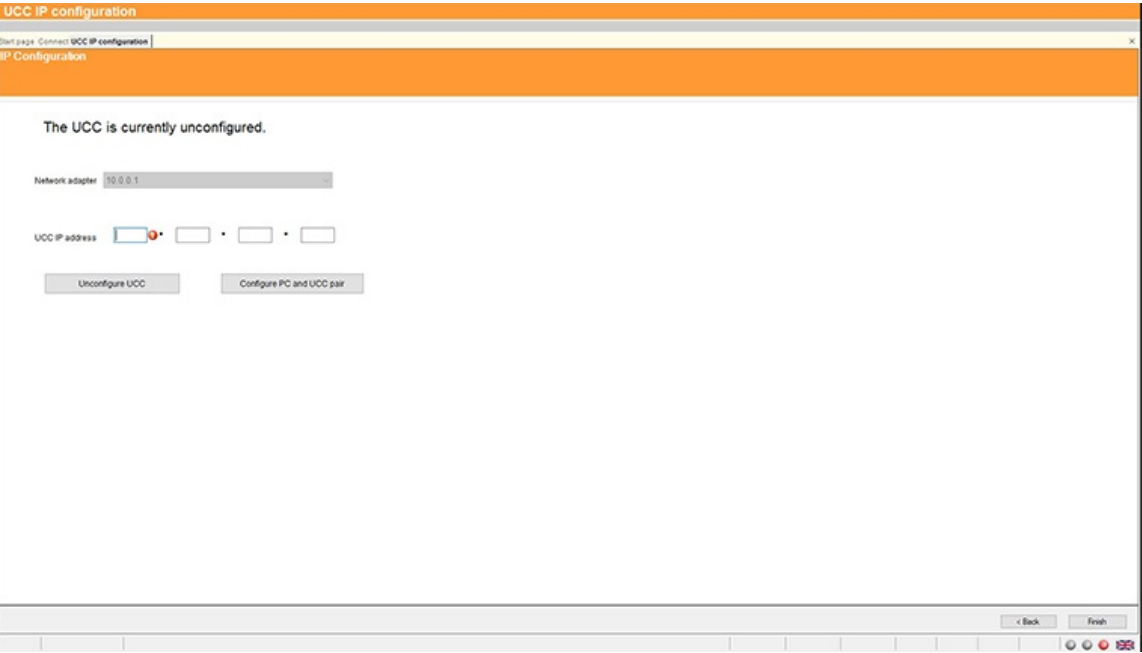 UCC IP configuration
Start page Connect UCC IP configuration
IP Configuration
The UCC is currently unconfigured.
Network adapter 10.0.0.1
UCC IP address
Unconfigure UCC Configure PC and UCC pair
< Back Finish